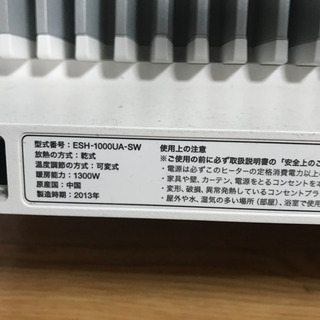 型式番号：ESH-1000UA-SW
放熱の方式：乾式
温度調節の方式：可変式
暖房能力：1300W
原産国：中国
製造時期：2013年
使用上の注意
※ご使用の前に必ず取扱説明書の「安全上のご
・電源は必ずこのヒーターの定格消費電力以上の
・家具や壁、カーテン、電源をとるコンセントを本
・変形、破損、異常発熱しているコンセントプラ
・屋外や水、湿気の多い場所（部屋）、浴室で使用